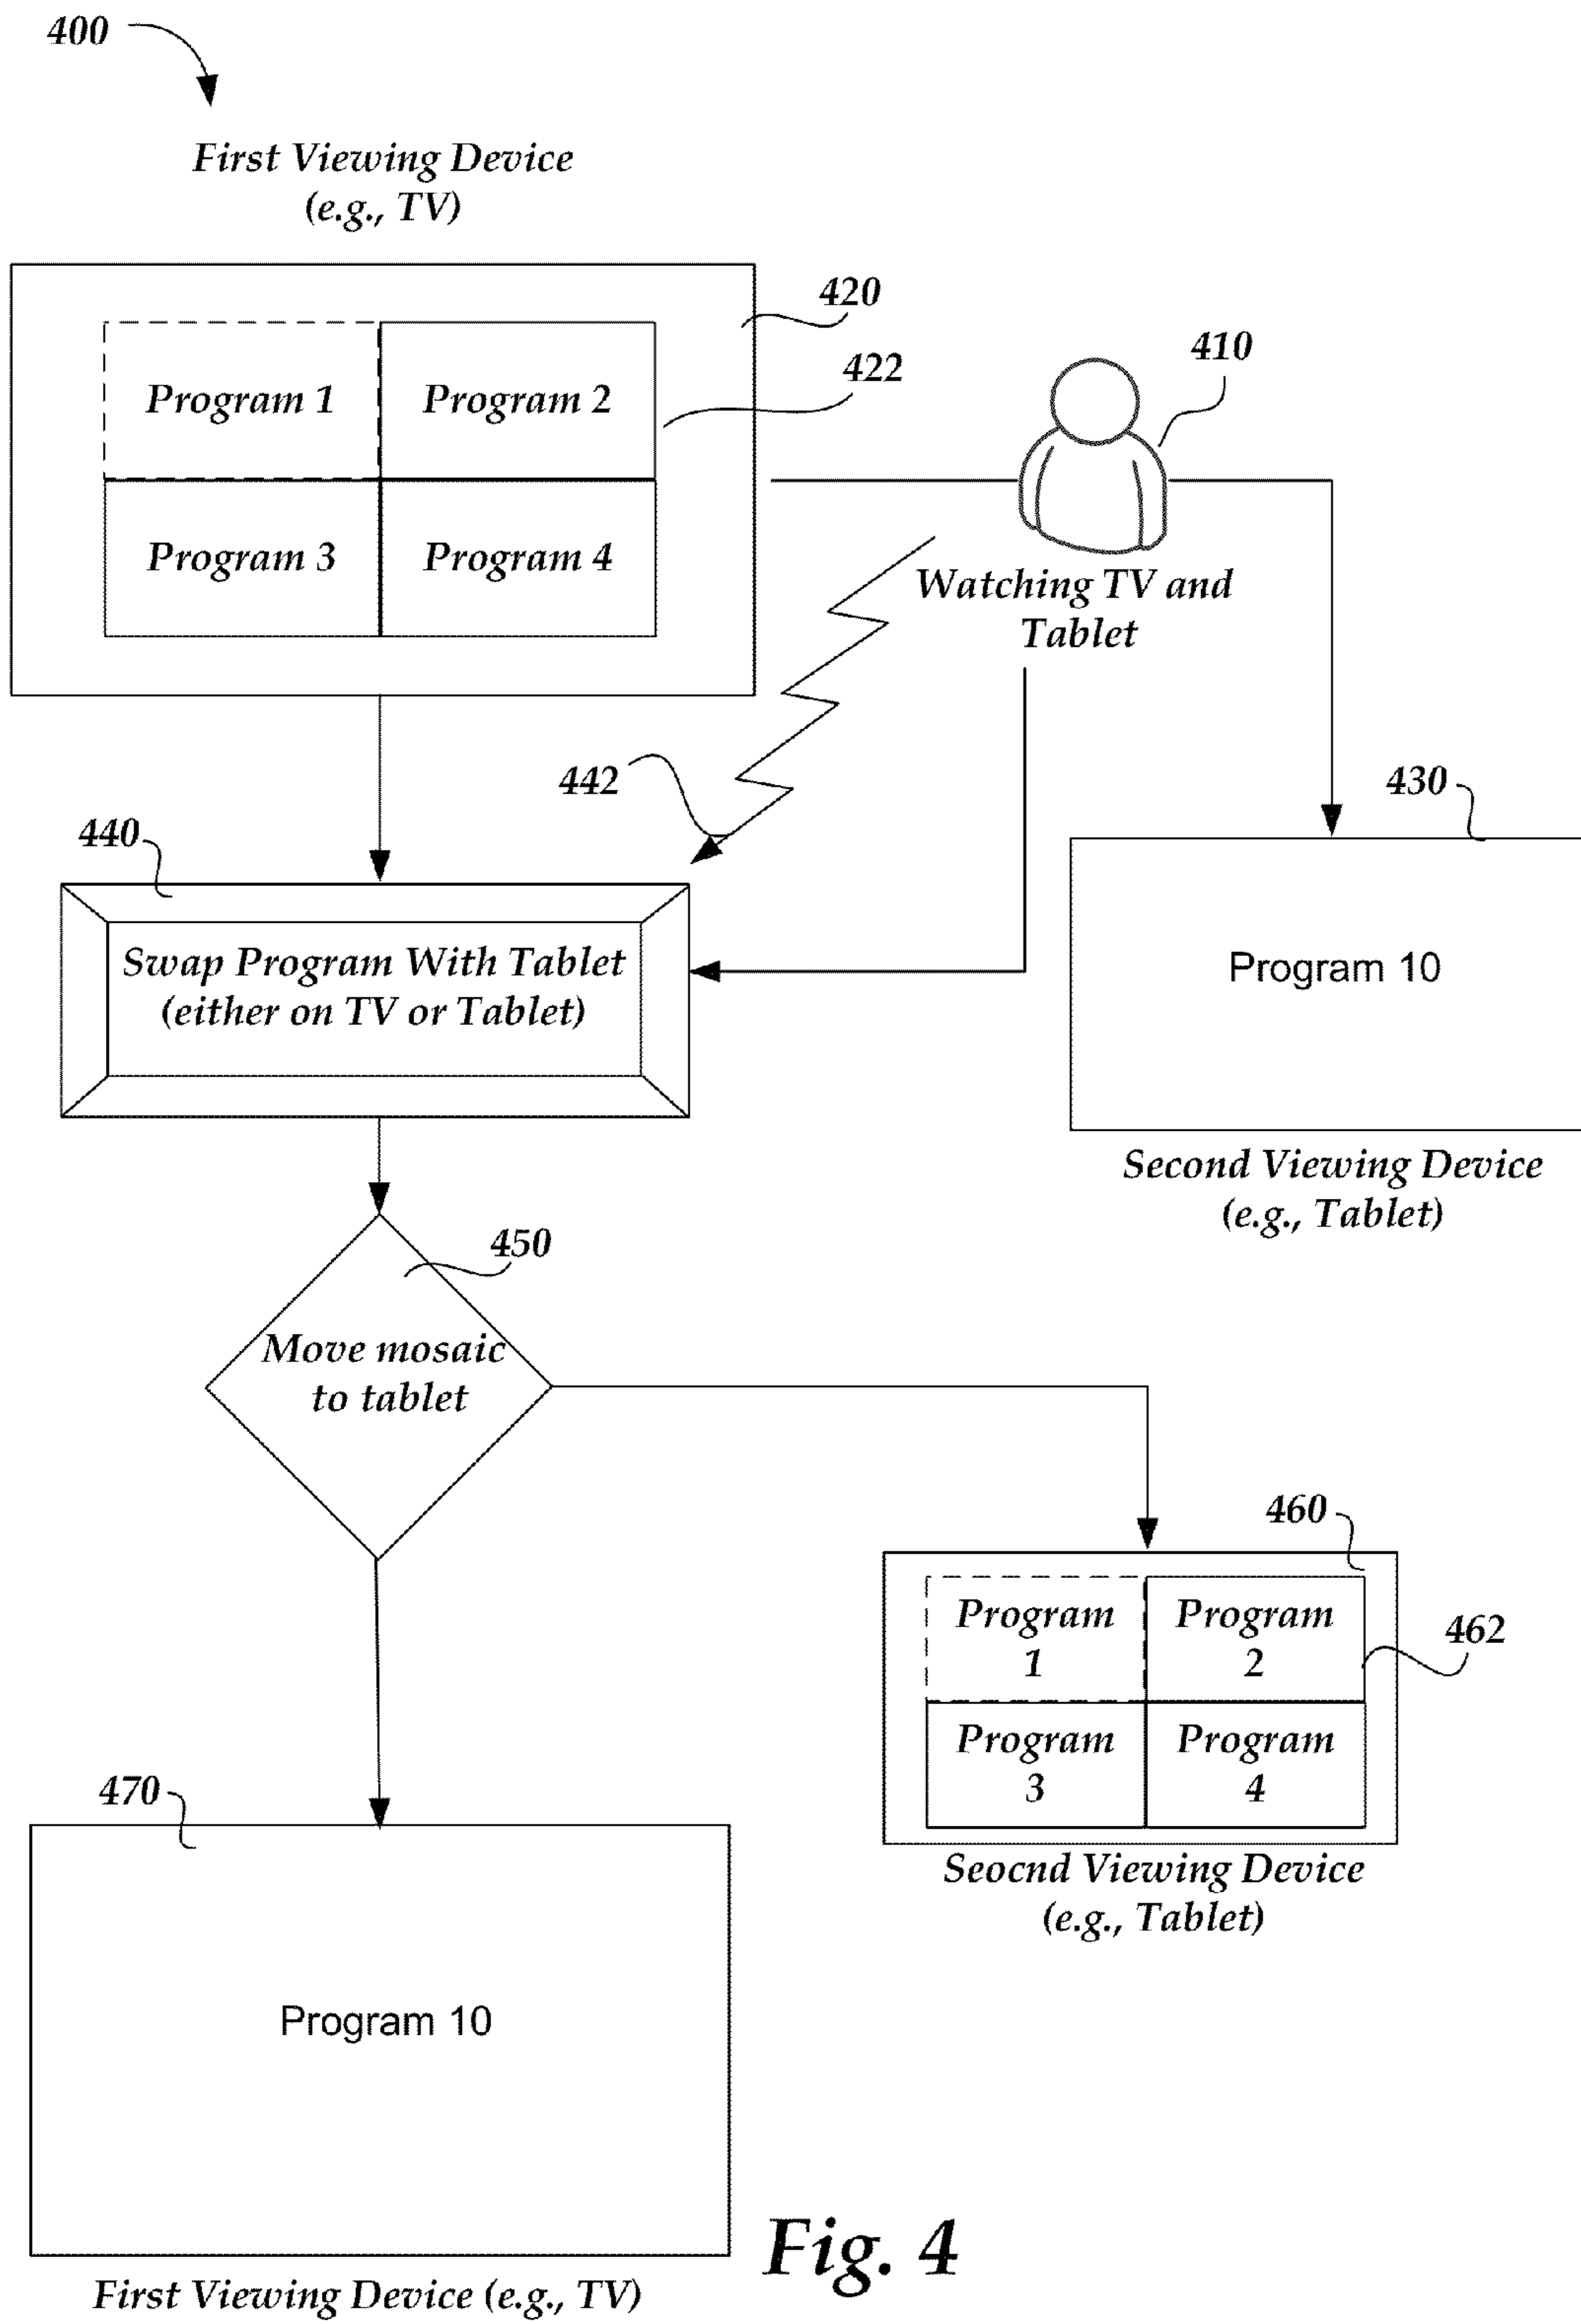 400
First Viewing Device
(e.g., TV)
420
422
410
Program 1
Program 2
Program 3
Program 4
Watching TV and
Tablet
442
430
440
Swap Program With Tablet
(either on TV or Tablet)
Program 10
Second Viewing Device
(e.g., Tablet)
450
Move mosaic
to tablet
460
462
Program
1
Program
2
Program
3
Program
4
Seocnd Viewing Device
(e.g., Tablet)
470
Program 10
Fig. 4
First Viewing Device (e.g., TV)